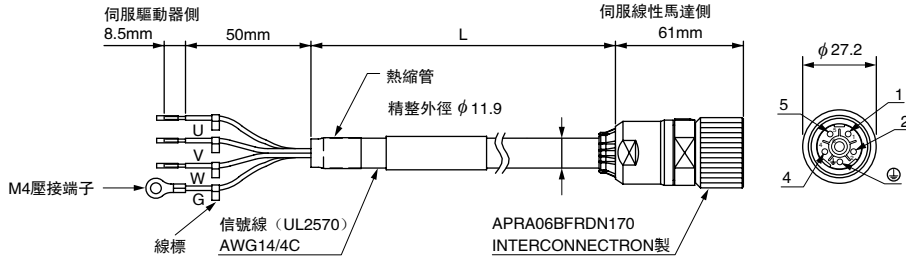 伺服驅動器側
8.5mm
50mm
L
伺服線性馬達側
61mm
φ27.2
熱縮管
精整外徑 φ11.9
U
V
W
G
M4壓接端子
線標
信號線（UL2570）
AWG14/4C
APRA06BFRDN170
INTERCONNECTRON製
5
1
2
4